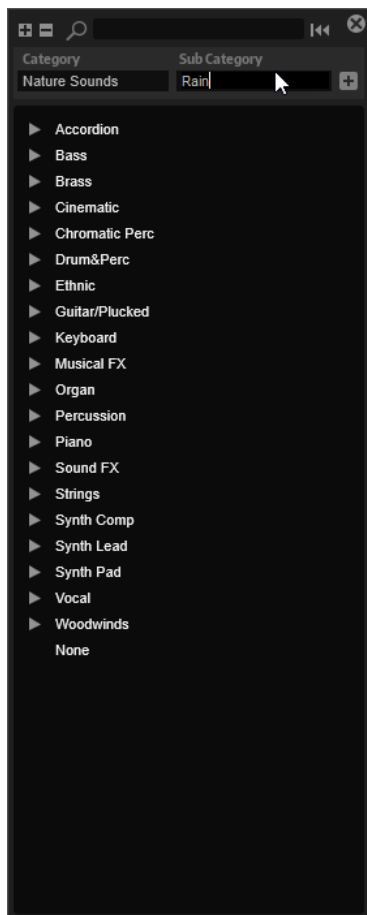 Category Sub Category
Nature Sounds Rain
Accordion
Bass
Brass
Cinematic
Chromatic Perc
Drum&Perc
Ethnic
Guitar/Plucked
Keyboard
Musical FX
Organ
Percussion
Piano
Sound FX
Strings
Synth Comp
Synth Lead
Synth Pad
Vocal
Woodwinds
None